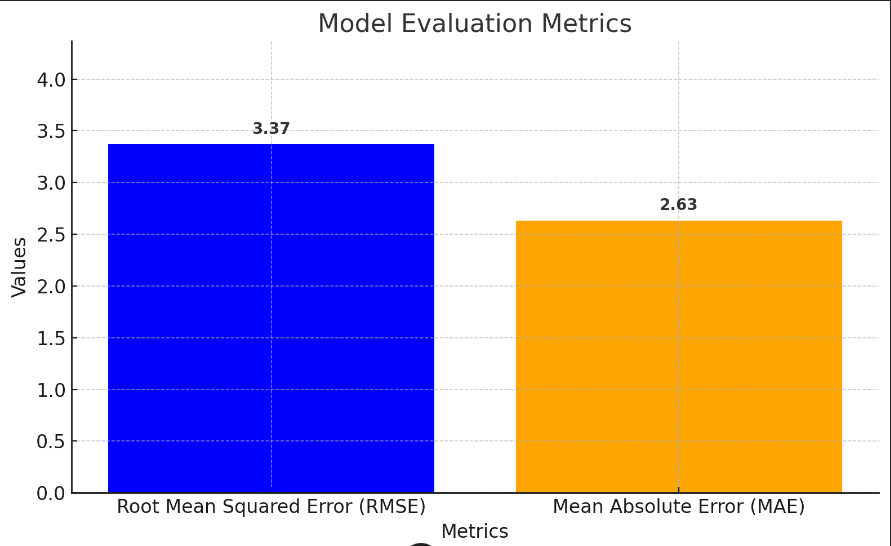 Model Evaluation Metrics
4.0
3.5
3.0
2.5
2.0
1.5
1.0
0.5
0.0
Values
3.37
2.63
Root Mean Squared Error (RMSE)
Mean Absolute Error (MAE)
Metrics